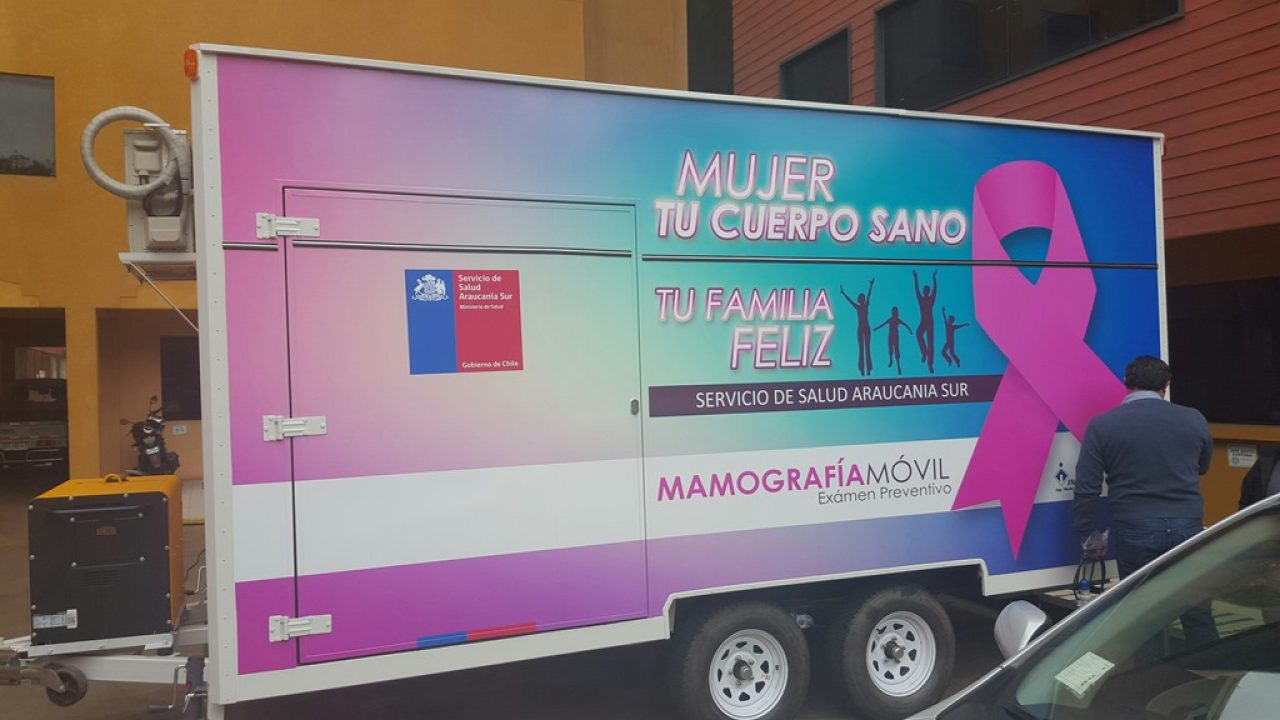 MUJER
TU CUERPO SANO
TU FAMILIA
FELIZ
SERVICIO DE SALUD ARAUCANIA SUR
MAMOGRAFÍAMÓVIL
Exámen Preventivo
Servicio de
Salud
Araucanía Sur
Ministerio de Salud
Gobierno de Chile